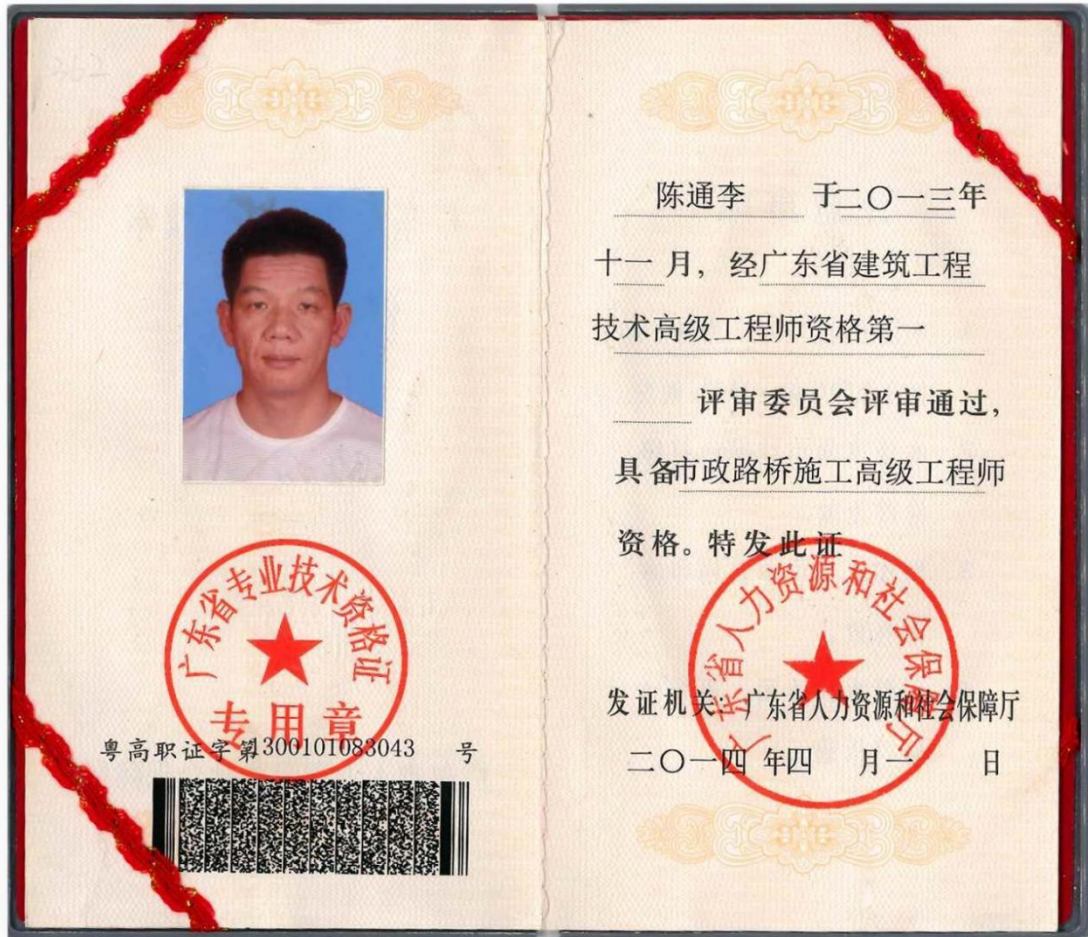 362
广东省专业技术资格证
专用章
粤高职证字第1300101083043 号
陈通李 于二〇一三年
十一 月，经广东省建筑工程
技术高级工程师资格第一
评审委员会评审通过，
具备市政路桥施工高级工程师
资格。特发此证
广东省人力资源和社会保障厅
发证机关：广东省人力资源和社会保障厅
二〇一四 年四 月一 日